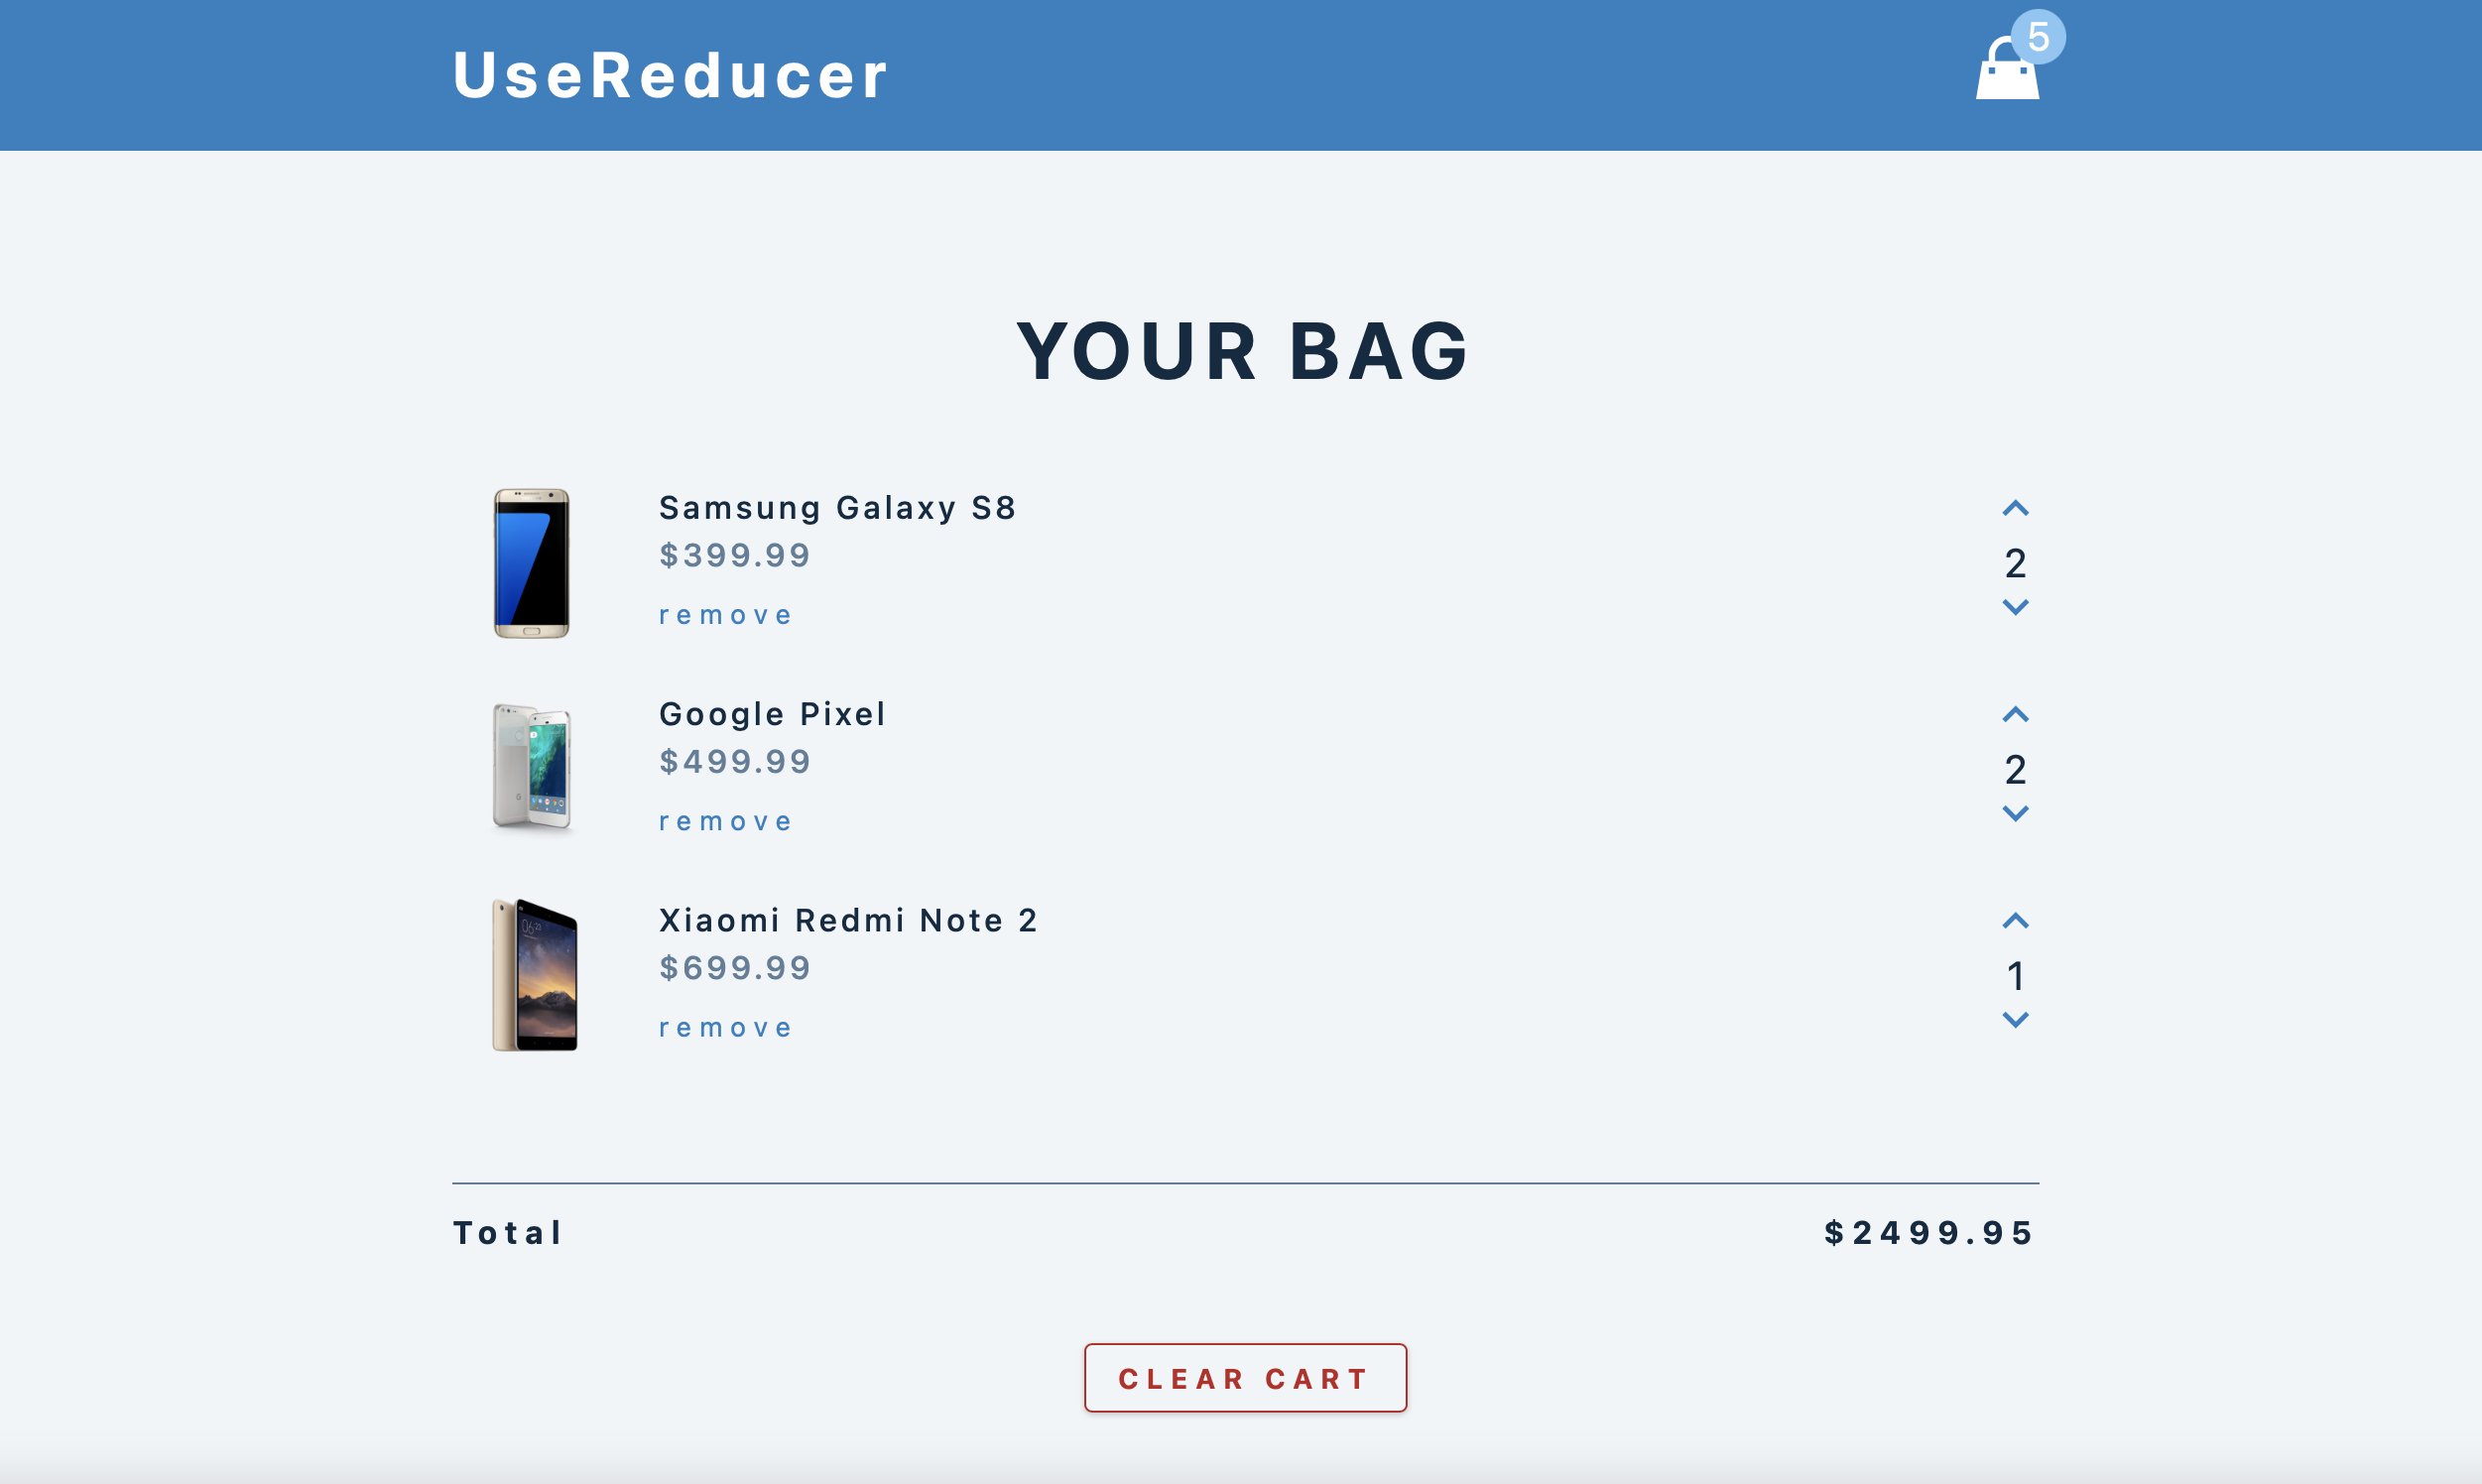 UseReducer
5
YOUR BAG
Samsung Galaxy S8
$399.99
remove
2
Google Pixel
$499.99
remove
2
Xiaomi Redmi Note 2
$699.99
remove
1
Total
$2499.95
CLEAR CART